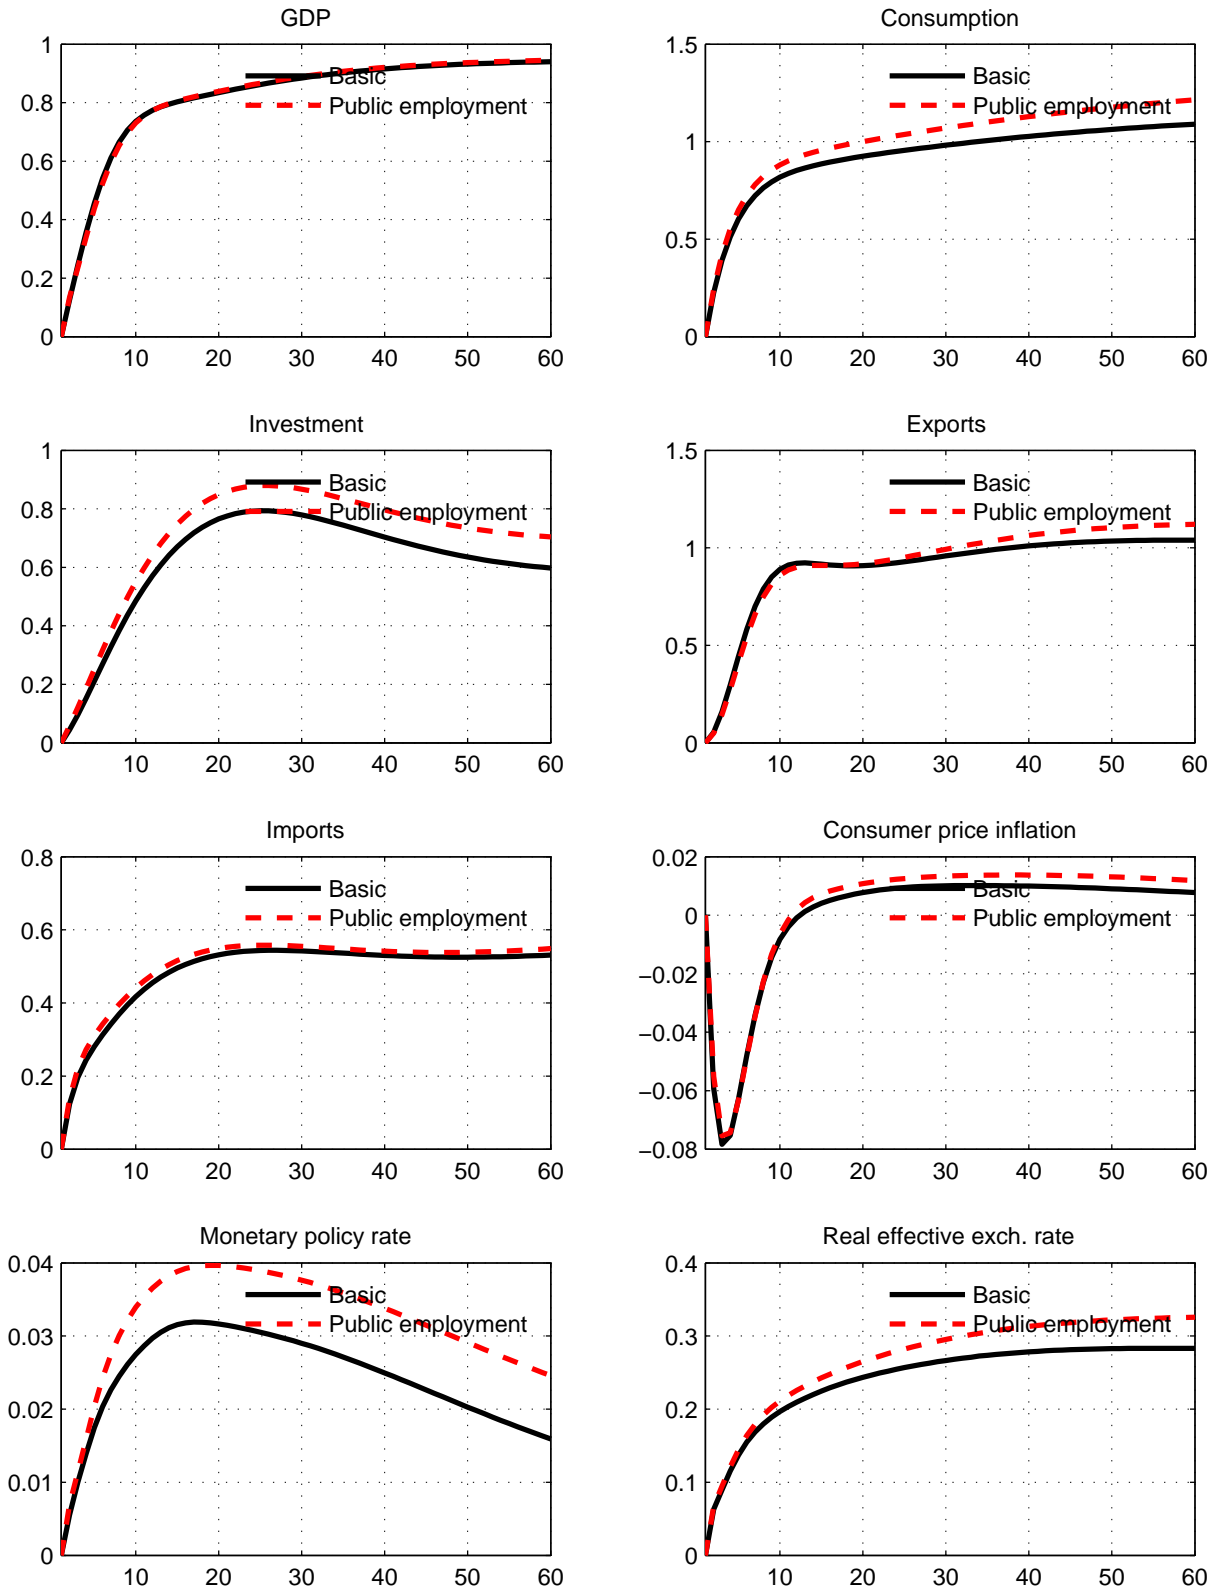 GDP
1
0.8
0.6
0.4
0.2
0
10 20 30 40 50 60
Basic
Public employment
Consumption
1.5
1
0.5
0
10 20 30 40 50 60
Basic
Public employment
Investment
1
0.8
0.6
0.4
0.2
0
10 20 30 40 50 60
Basic
Public employment
Exports
1.5
1
0.5
0
10 20 30 40 50 60
Basic
Public employment
Imports
0.8
0.6
0.4
0.2
0
10 20 30 40 50 60
Basic
Public employment
Consumer price inflation
0.02
0
−0.02
−0.04
−0.06
−0.08
10 20 30 40 50 60
Basic
Public employment
Monetary policy rate
0.04
0.03
0.02
0.01
0
10 20 30 40 50 60
Basic
Public employment
Real effective exch. rate
0.4
0.3
0.2
0.1
0
10 20 30 40 50 60
Basic
Public employment